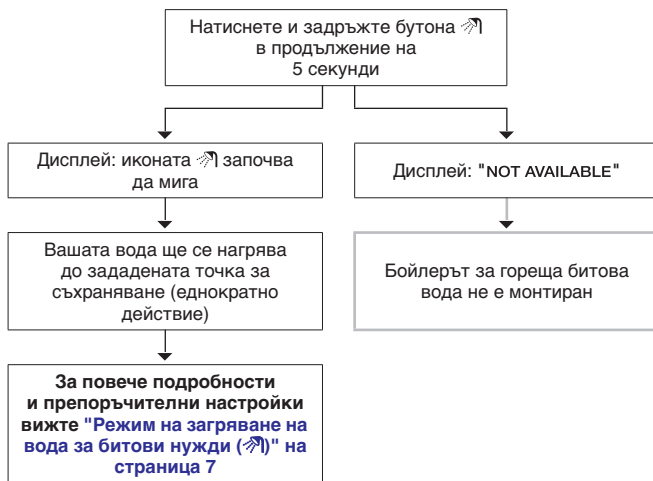 Натиснете и задръжте бутона
в продължение на
5 секунди
Дисплей: иконата започва
да мига
Дисплей: "NOT AVAILABLE"
Вашата вода ще се нагрява
до зададената точка за
съхраняване (еднократно
действие)
Бойлерът за гореща битова
вода не е монтиран
За повече подробности
и препоръчителни настройки
вижте "Режим на загряване на
вода за битови нужди ()" на
страница 7